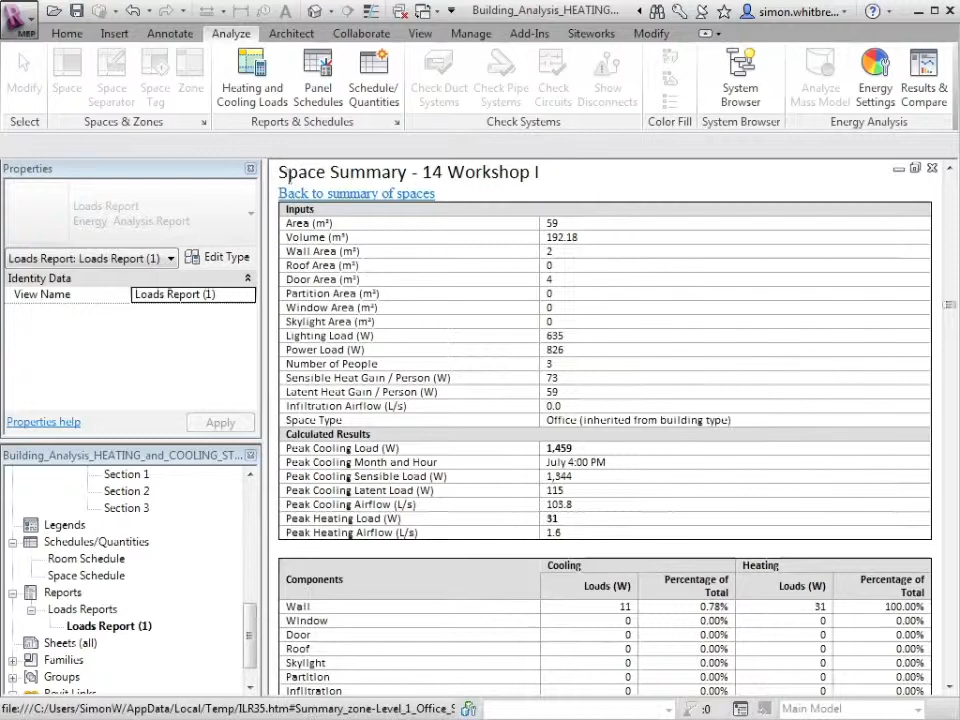 Building_Analysis_HEATING...
simon.whitbre...
MEP
Home Insert Annotate Analyze Architect Collaborate View Manage Add-Ins Siteworks Modify
Modify
Space
Space Separator
Space Tag
Zone
Heating and Cooling Loads
Panel Schedules
Schedule/ Quantities
Check Duct Systems
Check Pipe Systems
Check Circuits
Show Disconnects
System Browser
Analyze Mass Model
Energy Settings
Results & Compare
Select Spaces & Zones Reports & Schedules Check Systems Color Fill System Browser Energy Analysis
Properties
Loads Report
Energy Analysis Report
Loads Report: Loads Report (1) Edit Type
Identity Data
View Name Loads Report (1)
Properties help Apply
Building_Analysis_HEATING_and_COOLING_ST...
Section 1
Section 2
Section 3
Legends
Schedules/Quantities
Room Schedule
Space Schedule
Reports
Loads Reports
Loads Report (1)
Sheets (all)
Families
Groups
Revit Links
Space Summary - 14 Workshop I
Back to summary of spaces
Inputs
Area (m²) 59
Volume (m³) 192.18
Wall Area (m²) 2
Roof Area (m²) 0
Door Area (m²) 4
Partition Area (m²) 0
Window Area (m²) 0
Skylight Area (m²) 0
Lighting Load (W) 635
Power Load (W) 826
Number of People 3
Sensible Heat Gain / Person (W) 73
Latent Heat Gain / Person (W) 59
Infiltration Airflow (L/s) 0.0
Space Type Office (inherited from building type)
Calculated Results
Peak Cooling Load (W) 1,459
Peak Cooling Month and Hour July 4:00 PM
Peak Cooling Sensible Load (W) 1,344
Peak Cooling Latent Load (W) 115
Peak Cooling Airflow (L/s) 103.8
Peak Heating Load (W) 31
Peak Heating Airflow (L/s) 1.6
Components Cooling Heating
Loads (W) Percentage of Total Loads (W) Percentage of Total
Wall 11 0.78% 31 100.00%
Window 0 0.00% 0 0.00%
Door 0 0.00% 0 0.00%
Roof 0 0.00% 0 0.00%
Skylight 0 0.00% 0 0.00%
Partition 0 0.00% 0 0.00%
Infiltration 0 0.00% 0 0.00%
file:///C:/Users/SimonW/AppData/Local/Temp/ILR35.htm#Summary_zone-Level_1_Office_S
:0
Main Model